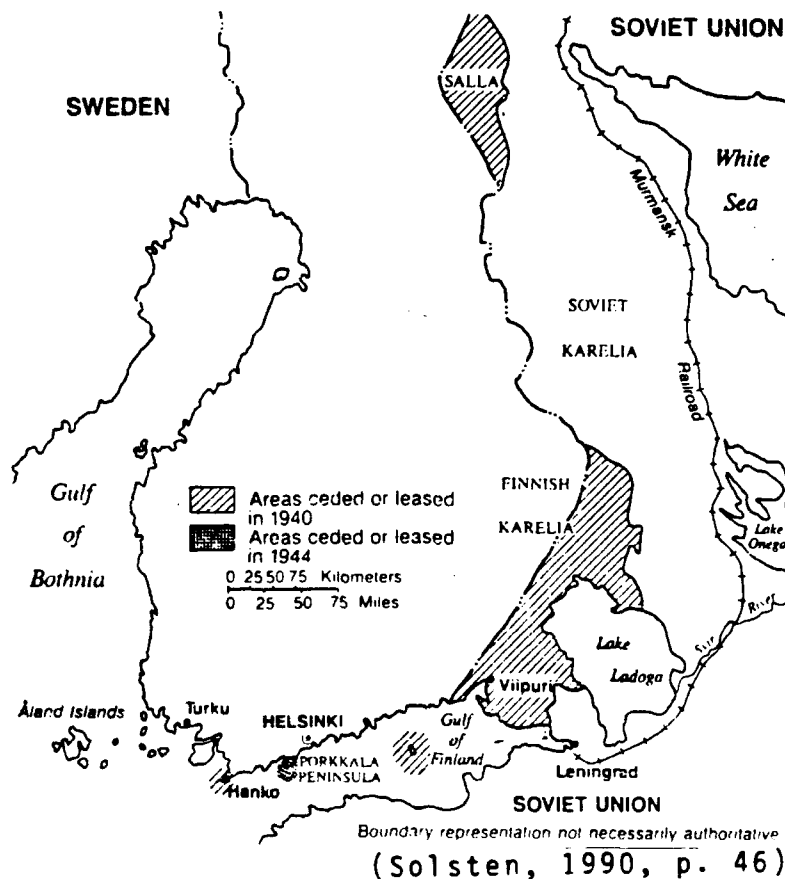 SOVIET UNION
SALLA
SWEDEN
White
Sea
Murmansk
SOVIET
KARELIA
Railroad
Gulf
of
Bothnia
Areas ceded or leased
in 1940
Areas ceded or leased
in 1944
0 25 50 75 Kilometers
0 25 50 75 Miles
FINNISH
KARELIA
Lake
Onega
Svir River
Lake
Ladoga
Viipuri
Åland Islands
Turku
HELSINKI
Gulf
of
Finland
PORKKALA
PENINSULA
Hanko
Leningrad
SOVIET UNION
Boundary representation not necessarily authoritative
(Solsten, 1990, p. 46)